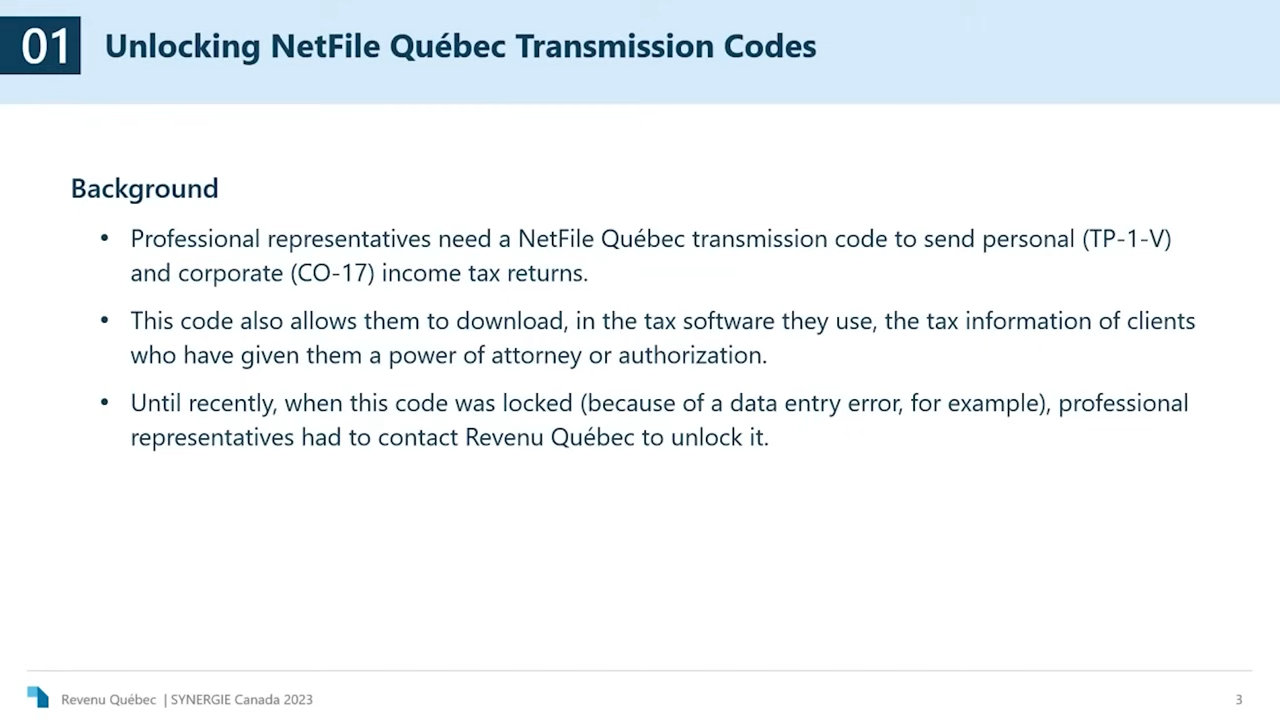 01 Unlocking NetFile Québec Transmission Codes
Background
• Professional representatives need a NetFile Québec transmission code to send personal (TP-1-V)
and corporate (CO-17) income tax returns.
• This code also allows them to download, in the tax software they use, the tax information of clients
who have given them a power of attorney or authorization.
• Until recently, when this code was locked (because of a data entry error, for example), professional
representatives had to contact Revenu Québec to unlock it.
Revenu Québec | SYNERGIE Canada 2023 3